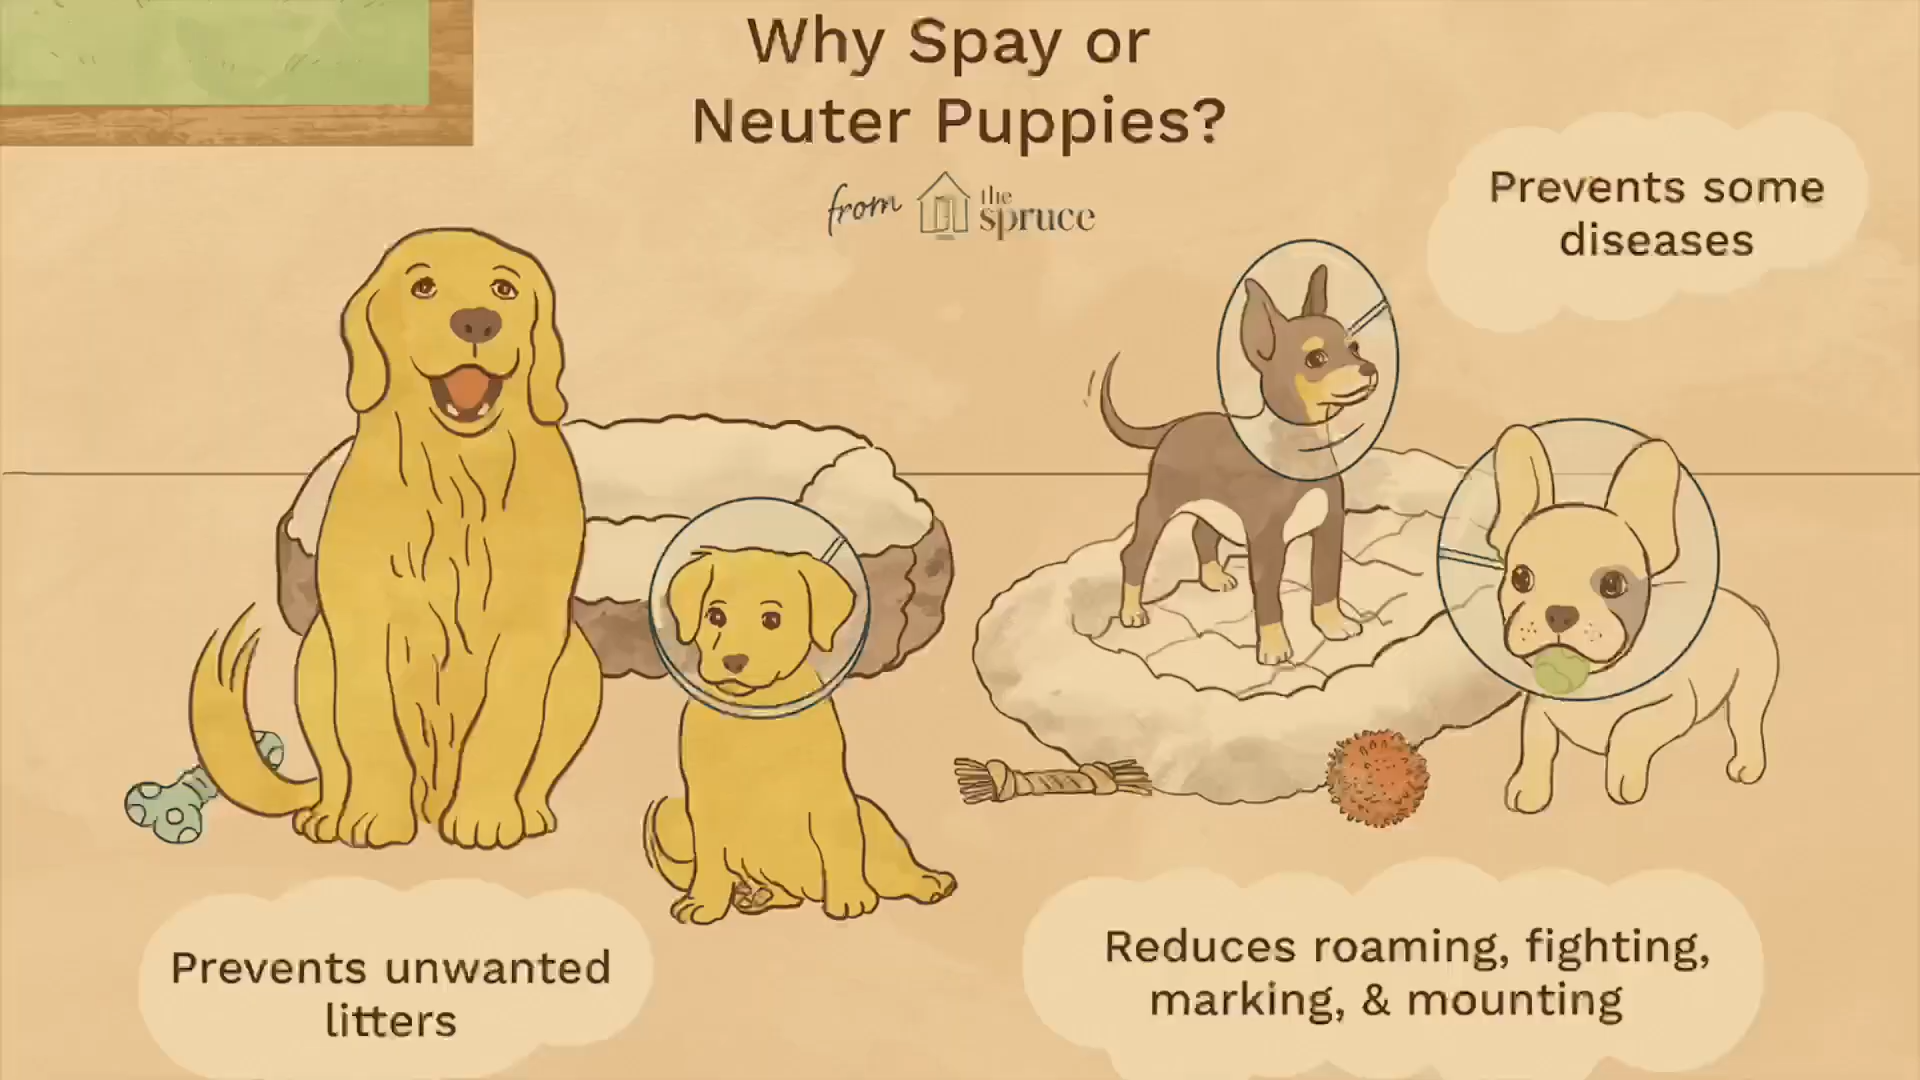 Why Spay or
Neuter Puppies?
from the spruce
Prevents some
diseases
Prevents unwanted
litters
Reduces roaming, fighting,
marking, & mounting